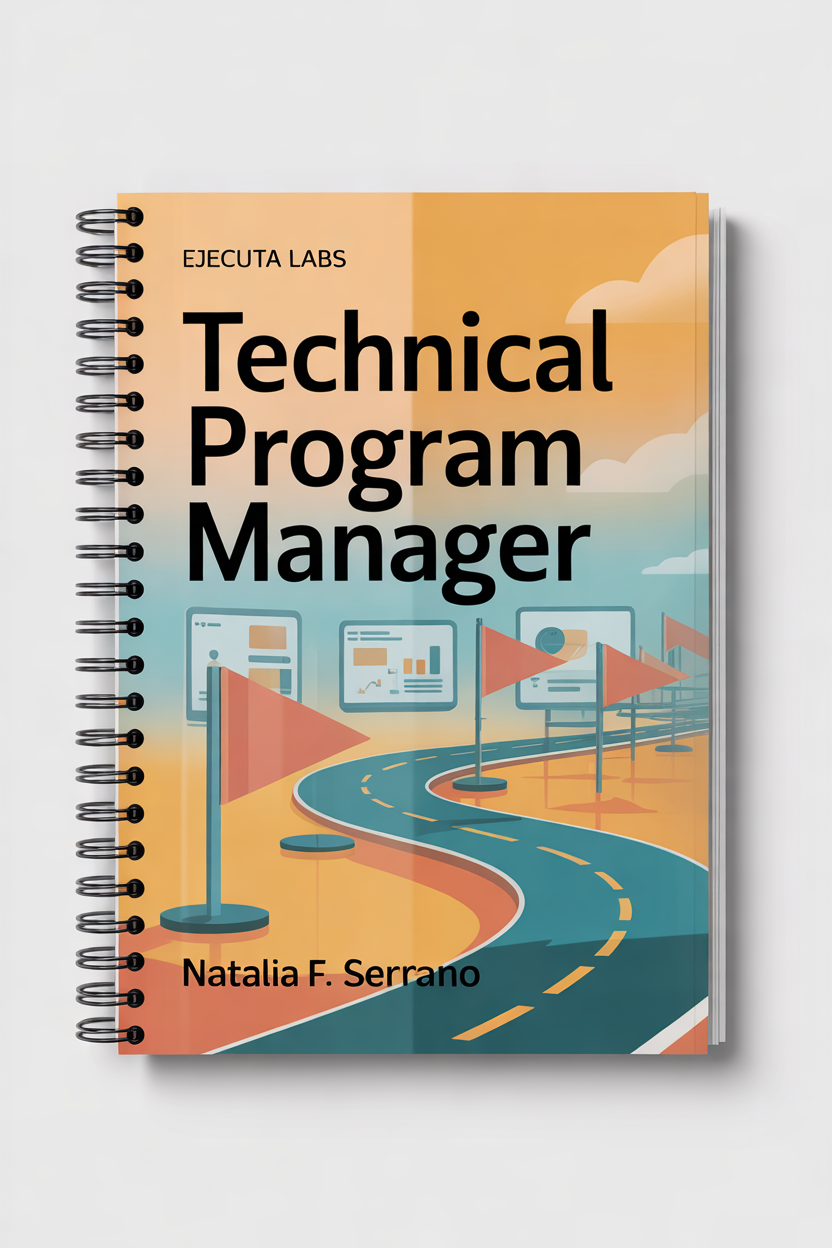 EJECUTA LABS
Technical
Program
Manager
Natalia F. Serrano